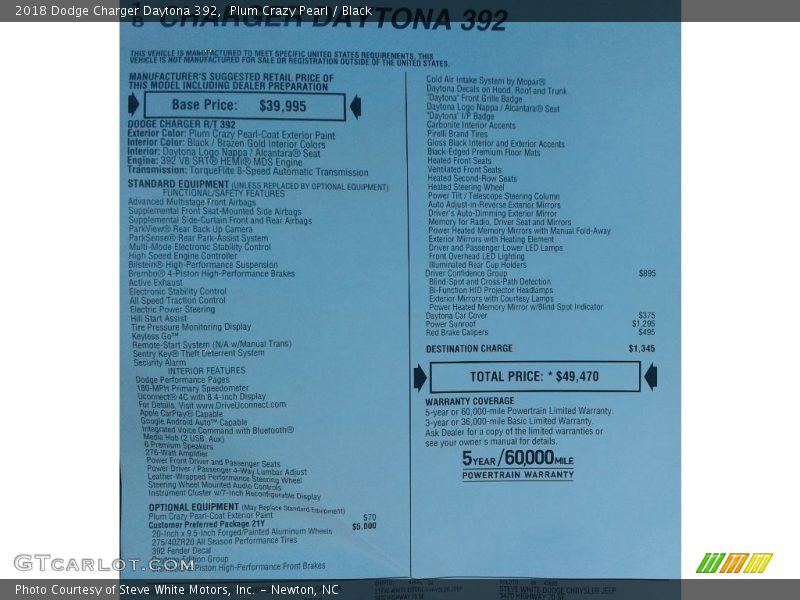 2018 Dodge Charger Daytona 392,  Plum Crazy Pearl / Black
CHARGER DAYTONA 392
THIS VEHICLE IS MANUFACTURED TO MEET SPECIFIC UNITED STATES REQUIREMENTS. THIS
VEHICLE IS NOT MANUFACTURED FOR SALE OR REGISTRATION OUTSIDE OF THE UNITED STATES.
MANUFACTURER'S SUGGESTED RETAIL PRICE OF
THIS MODEL INCLUDING DEALER PREPARATION
Base Price: $39,995
DODGE CHARGER R/T 392
Exterior Color: Plum Crazy Pearl-Coat Exterior Paint
Interior Color: Black / Brazen Gold Interior Colors
Interior: Daytona Logo Nappa / Alcantara® Seat
Engine: 392 V8 SRT® HEMI® MDS Engine
Transmission: TorqueFlite 8-Speed Automatic Transmission
STANDARD EQUIPMENT (UNLESS REPLACED BY OPTIONAL EQUIPMENT)
FUNCTIONAL/SAFETY FEATURES
Advanced Multistage Front Airbags
Supplemental Front Seat-Mounted Side Airbags
Supplemental Side-Curtain Front and Rear Airbags
ParkView® Rear Back Up Camera
ParkSense® Rear Park-Assist System
Multi-Mode Electronic Stability Control
High Speed Engine Controller
Bilstein® High-Performance Suspension
Brembo® 4-Piston High-Performance Brakes
Active Exhaust
Electronic Stability Control
All Speed Traction Control
Electric Power Steering
Hill Start Assist
Tire Pressure Monitoring Display
Keyless Go™
Remote-Start System (N/A w/Manual Trans)
Sentry Key® Theft Deterrent System
Security Alarm
INTERIOR FEATURES
Dodge Performance Pages
180-MPH Primary Speedometer
Uconnect® 4C with 8.4-Inch Display
For Details, Visit www.DriveUconnect.com
Apple CarPlay® Capable
Google Android Auto™ Capable
Integrated Voice Command with Bluetooth®
Media Hub (2 USB, Aux)
6 Premium Speakers
276-Watt Amplifier
Power Front Driver and Passenger Seats
Power Driver / Passenger 4-Way Lumbar Adjust
Leather-Wrapped Performance Steering Wheel
Steering Wheel Mounted Audio Controls
Instrument Cluster w/7-Inch Reconfigurable Display
OPTIONAL EQUIPMENT (May Replace Standard Equipment)
Plum Crazy Pearl-Coat Exterior Paint $70
Customer Preferred Package 21Y $5,000
20-Inch x 9.5-Inch Forged/Painted Aluminum Wheels
275/40ZR20 All Season Performance Tires
392 Fender Decal
Daytona Edition Group
4-Piston High-Performance Front Brakes
Cold Air Intake System by Mopar®
Daytona Decals on Hood, Roof and Trunk
"Daytona" Front Grille Badge
Daytona Logo Nappa / Alcantara® Seat
"Daytona" I/P Badge
Carbonite Interior Accents
Pirelli Brand Tires
Gloss Black Interior and Exterior Accents
Black-Edged Premium Floor Mats
Heated Front Seats
Ventilated Front Seats
Heated Second-Row Seats
Heated Steering Wheel
Power Tilt / Telescope Steering Column
Auto Adjust-in-Reverse Exterior Mirrors
Driver's Auto-Dimming Exterior Mirror
Memory for Radio, Driver Seat and Mirrors
Power Heated Memory Mirrors with Manual Fold-Away
Exterior Mirrors with Heating Element
Driver and Passenger Lower LED Lamps
Front Overhead LED Lighting
Illuminated Rear Cup Holders
Driver Confidence Group $895
Blind-Spot and Cross-Path Detection
Bi-Function HID Projector Headlamps
Exterior Mirrors with Courtesy Lamps
Power Heated Memory Mirror w/Blind Spot Indicator
Daytona Car Cover $375
Power Sunroof $1,295
Red Brake Calipers $495
DESTINATION CHARGE $1,345
TOTAL PRICE: * $49,470
WARRANTY COVERAGE
5-year or 60,000-mile Powertrain Limited Warranty.
3-year or 36,000-mile Basic Limited Warranty.
Ask Dealer for a copy of the limited warranties or
see your owner's manual for details.
5YEAR/60,000MILE
POWERTRAIN WARRANTY
STEVE WHITE DODGE CHRYSLER JEEP
3470 HIGHWAY 70 SE
GTCARLOT.COM
Photo Courtesy of Steve White Motors, Inc. - Newton, NC